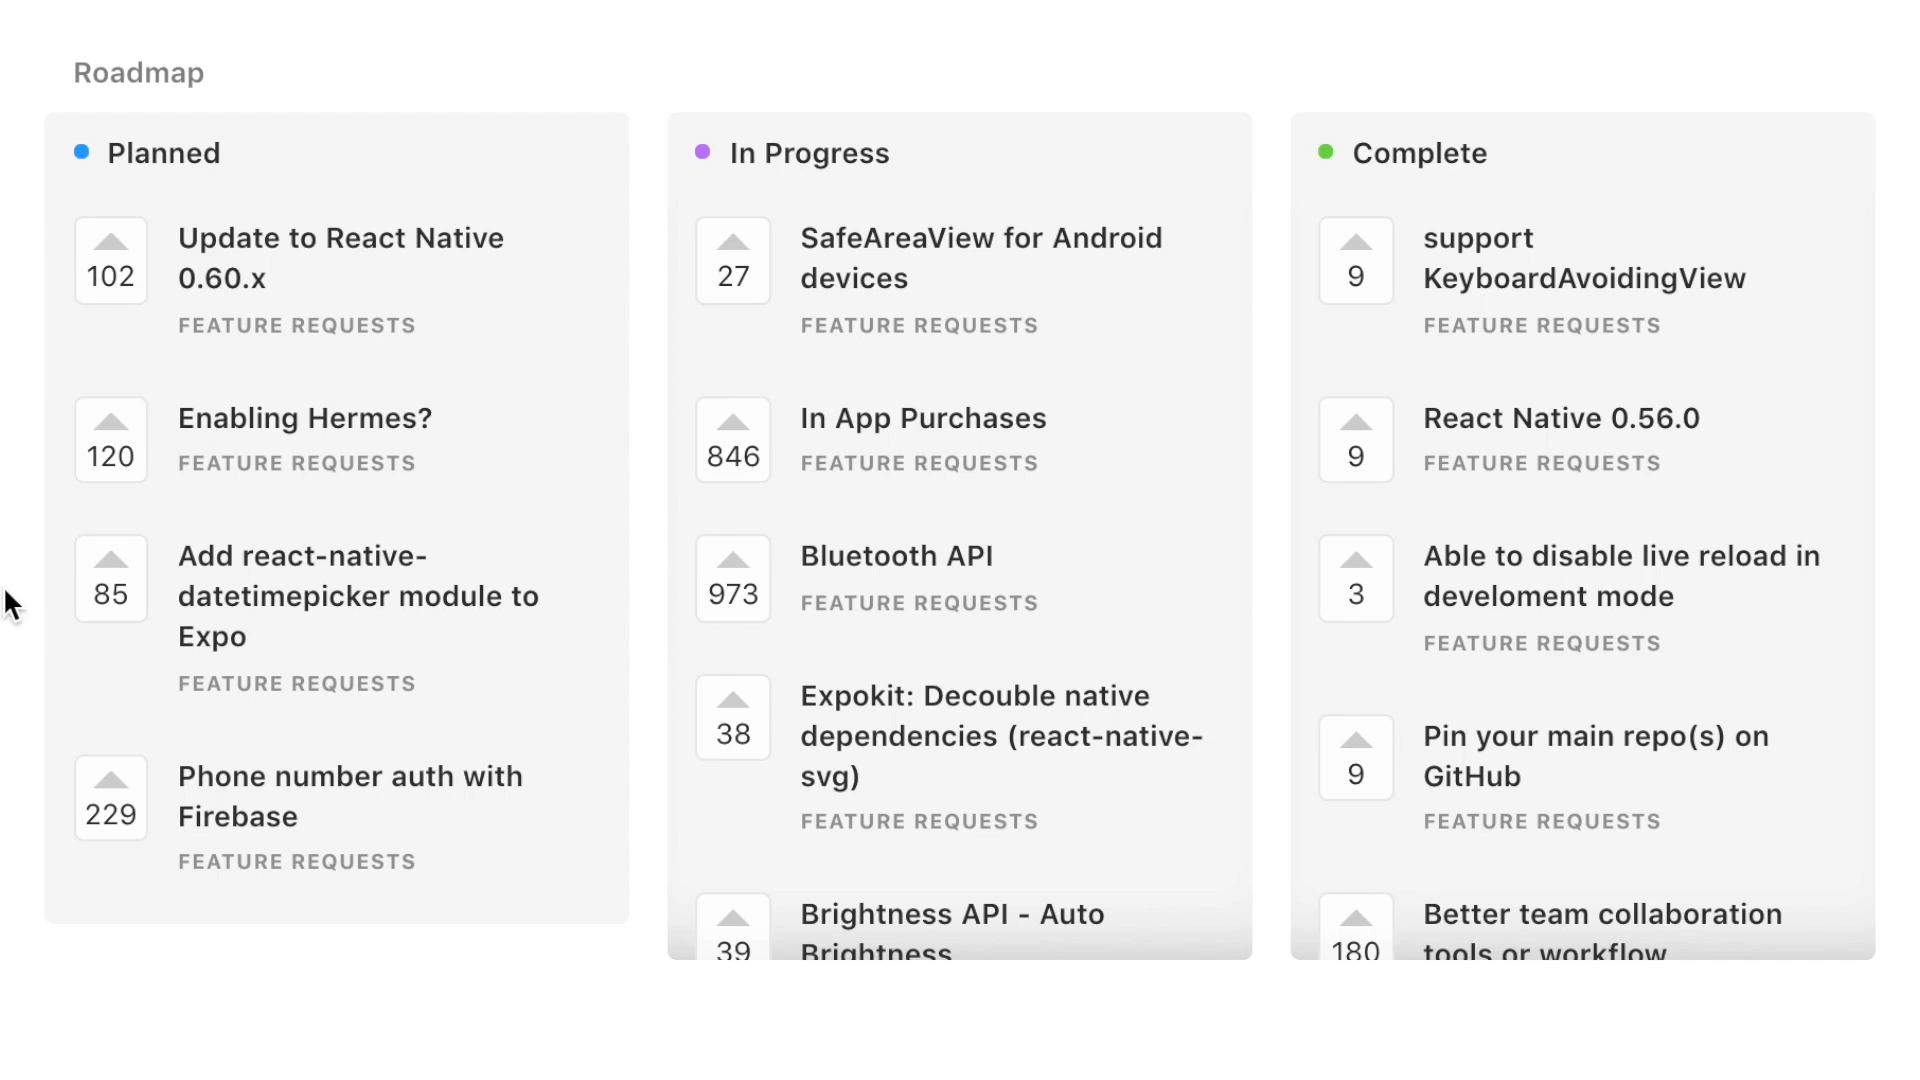 Roadmap
Planned
102
Update to React Native
0.60.x
FEATURE REQUESTS
120
Enabling Hermes?
FEATURE REQUESTS
85
Add react-native-
datetimepicker module to
Expo
FEATURE REQUESTS
229
Phone number auth with
Firebase
FEATURE REQUESTS
In Progress
27
SafeAreaView for Android
devices
FEATURE REQUESTS
846
In App Purchases
FEATURE REQUESTS
973
Bluetooth API
FEATURE REQUESTS
38
Expokit: Decouble native
dependencies (react-native-
svg)
FEATURE REQUESTS
39
Brightness API - Auto
Brightness
Complete
9
support
KeyboardAvoidingView
FEATURE REQUESTS
9
React Native 0.56.0
FEATURE REQUESTS
3
Able to disable live reload in
develoment mode
FEATURE REQUESTS
9
Pin your main repo(s) on
GitHub
FEATURE REQUESTS
180
Better team collaboration
tools or workflow